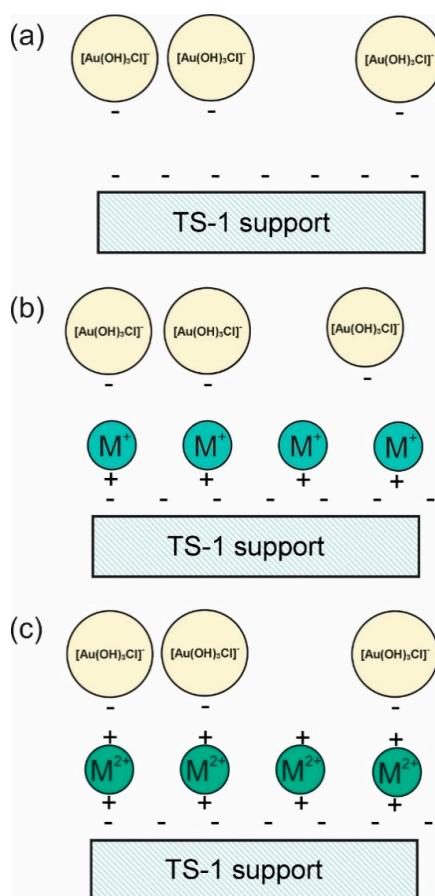 (a)
[Au(OH)₃Cl]⁻ [Au(OH)₃Cl]⁻ [Au(OH)₃Cl]⁻
- - -
- - - - - - -
TS-1 support
(b)
[Au(OH)₃Cl]⁻ [Au(OH)₃Cl]⁻ [Au(OH)₃Cl]⁻
- - -
M⁺ M⁺ M⁺ M⁺
+ + + +
- - - - - - -
TS-1 support
(c)
[Au(OH)₃Cl]⁻ [Au(OH)₃Cl]⁻ [Au(OH)₃Cl]⁻
- - -
+ + + +
M²⁺ M²⁺ M²⁺ M²⁺
+ + + +
- - - - - - -
TS-1 support